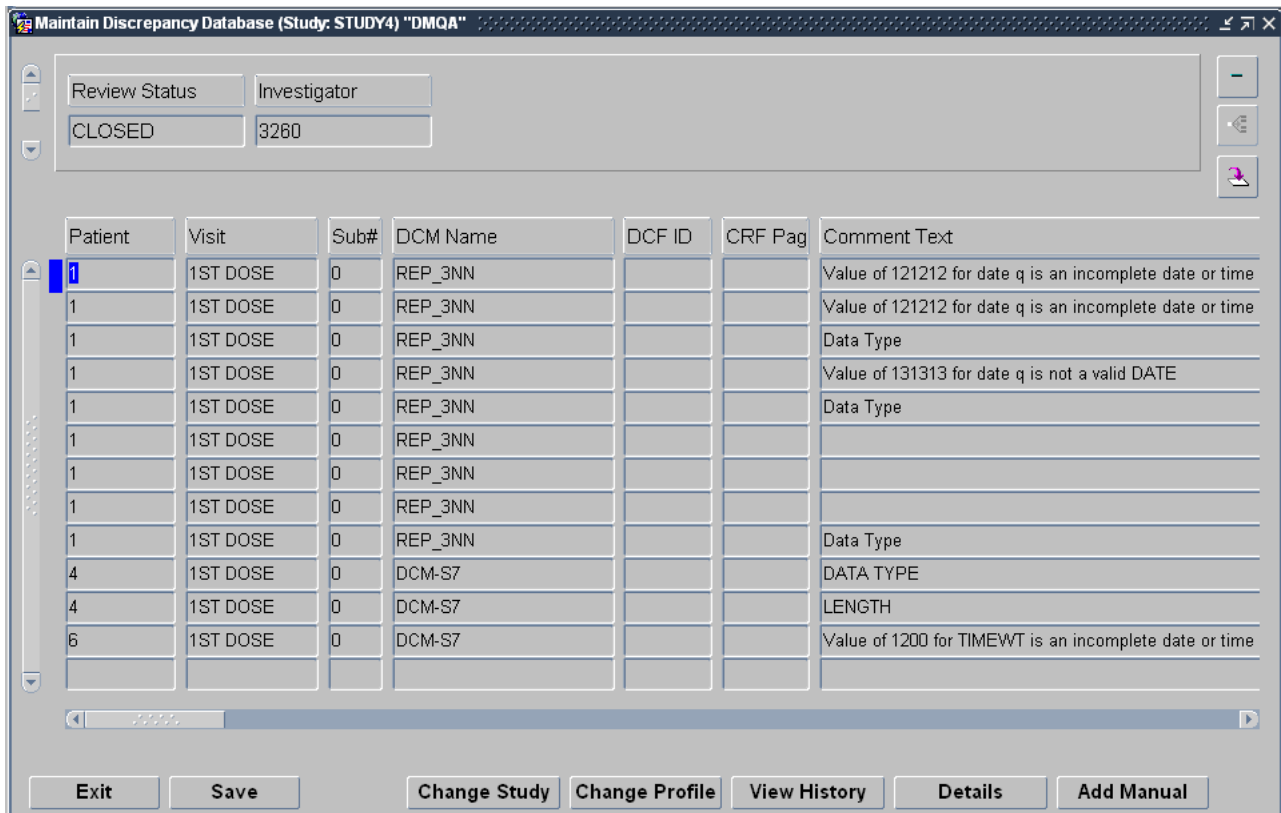 Maintain Discrepancy Database (Study: STUDY4) "DMQA"
Review Status Investigator
CLOSED 3260
Patient Visit Sub# DCM Name DCF ID CRF Pag Comment Text
1 1ST DOSE 0 REP_3NN Value of 121212 for date q is an incomplete date or time
1 1ST DOSE 0 REP_3NN Value of 121212 for date q is an incomplete date or time
1 1ST DOSE 0 REP_3NN Data Type
1 1ST DOSE 0 REP_3NN Value of 131313 for date q is not a valid DATE
1 1ST DOSE 0 REP_3NN Data Type
1 1ST DOSE 0 REP_3NN
1 1ST DOSE 0 REP_3NN
1 1ST DOSE 0 REP_3NN
1 1ST DOSE 0 REP_3NN Data Type
4 1ST DOSE 0 DCM-S7 DATA TYPE
4 1ST DOSE 0 DCM-S7 LENGTH
6 1ST DOSE 0 DCM-S7 Value of 1200 for TIMEWT is an incomplete date or time
Exit Save Change Study Change Profile View History Details Add Manual